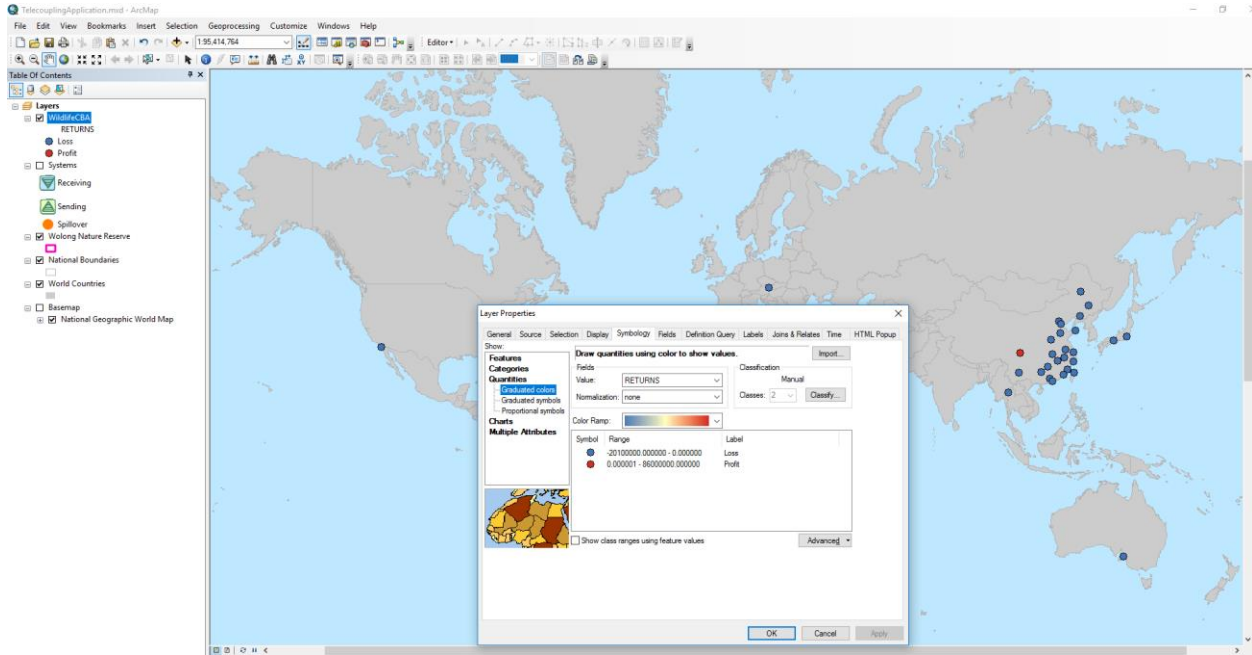 TelecouplingApplication.mxd - ArcMap
File Edit View Bookmarks Insert Selection Geoprocessing Customize Windows Help
1:95,414,764
Editor
Table Of Contents
Layers
WildlifeCBA
RETURNS
Loss
Profit
Systems
Receiving
Sending
Spillover
Wolong Nature Reserve
National Boundaries
World Countries
Basemap
National Geographic World Map
Layer Properties
General Source Selection Display Symbology Fields Definition Query Labels Joins & Relates Time HTML Popup
Show:
Features
Categories
Quantities
Graduated colors
Graduated symbols
Proportional symbols
Charts
Multiple Attributes
Draw quantities using color to show values.
Import...
Fields
Value: RETURNS
Normalization: none
Classification
Manual
Classes: 2 Classify...
Color Ramp:
Symbol Range Label
-20100000.000000 - 0.000000 Loss
0.000001 - 86000000.000000 Profit
Show class ranges using feature values
Advanced
OK Cancel Apply